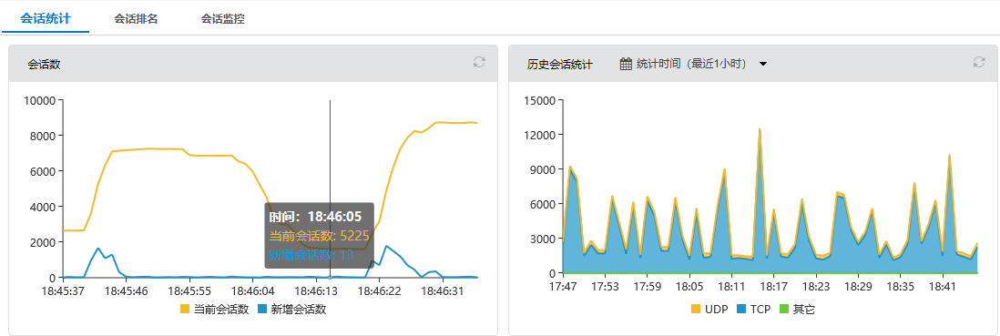 会话统计 会话排名 会话监控
会话数
10000
8000
6000
4000
2000
0
时间：18:46:05
当前会话数: 5225
新增会话数: 13
18:45:37 18:45:46 18:45:55 18:46:04 18:46:13 18:46:22 18:46:31
当前会话数 新增会话数
历史会话统计 统计时间（最近1小时）
15000
12000
9000
6000
3000
0
17:47 17:53 17:59 18:05 18:11 18:17 18:23 18:29 18:35 18:41
UDP TCP 其它